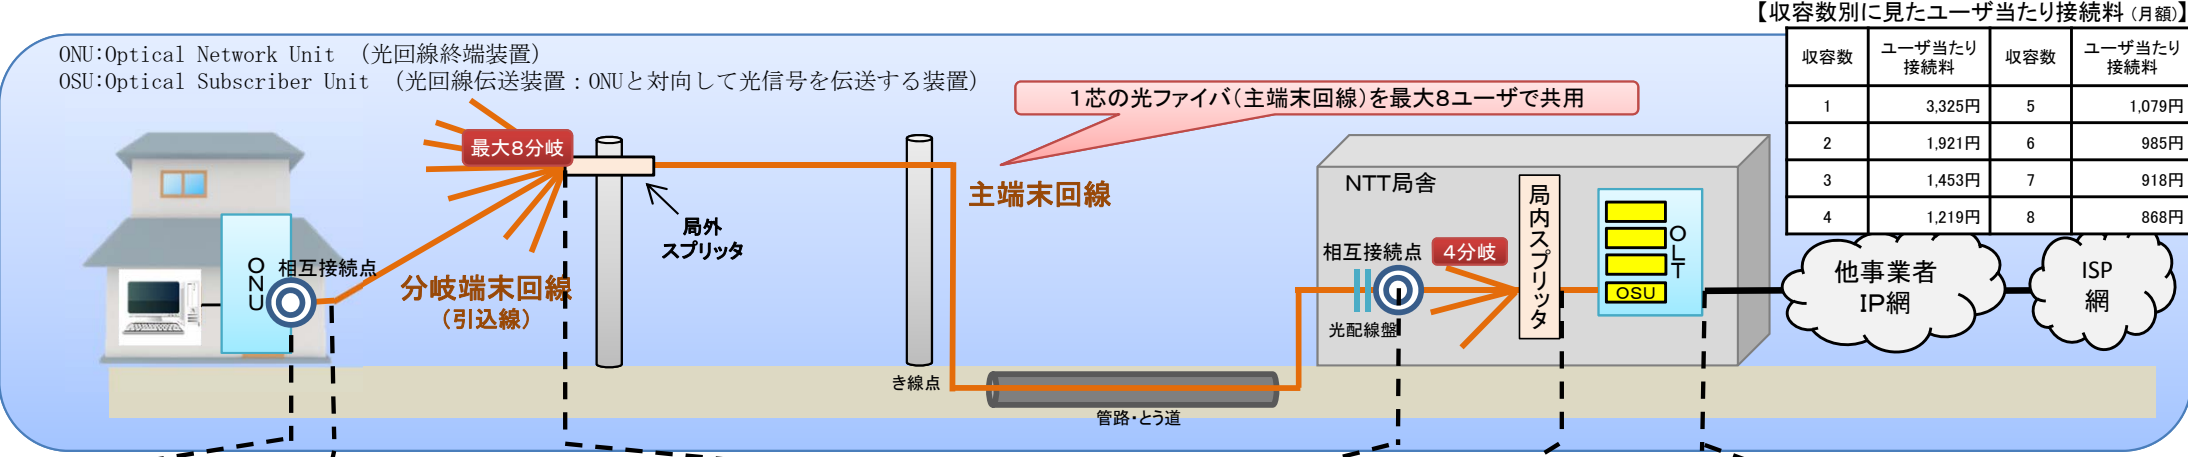 【収容数別に見たユーザ当たり接続料（月額）】
ONU:Optical Network Unit （光回線終端装置）
OSU:Optical Subscriber Unit （光回線伝送装置：ONUと対向して光信号を伝送する装置）
収容数 ユーザ当たり接続料 収容数 ユーザ当たり接続料
1 3,325円 5 1,079円
2 1,921円 6 985円
3 1,453円 7 918円
4 1,219円 8 868円
1芯の光ファイバ（主端末回線）を最大8ユーザで共用
最大8分岐
主端末回線
局外
スプリッタ
NTT局舎
局内スプリッタ
OLT
OSU
相互接続点
4分岐
光配線盤
他事業者
IP網
ISP
網
ONU
相互接続点
分岐端末回線
（引込線）
き線点
管路・とう道